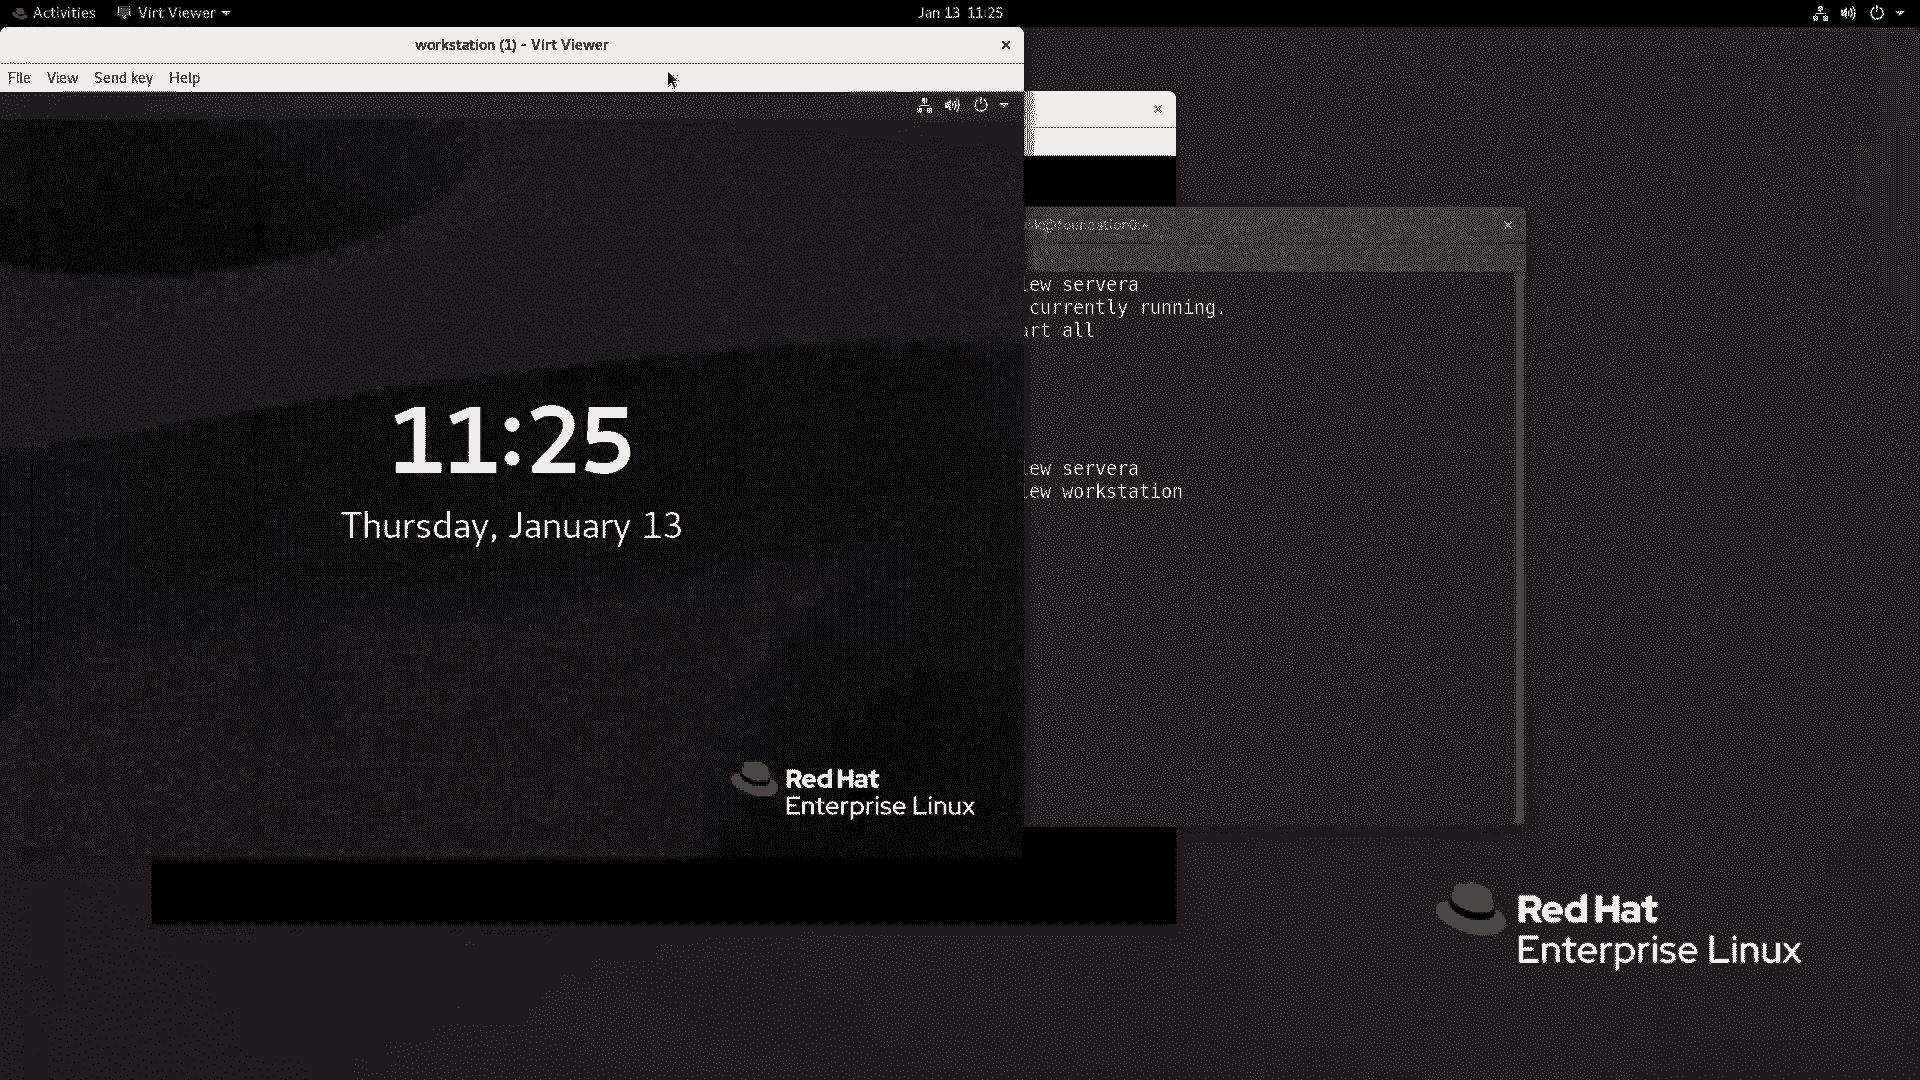 Activities Virt Viewer Jan 13 11:25
workstation (1) - Virt Viewer
File View Send key Help
11:25
Thursday, January 13
Red Hat
Enterprise Linux
sk@foundation0:~
iew servera
currently running.
art all
iew servera
iew workstation
Red Hat
Enterprise Linux